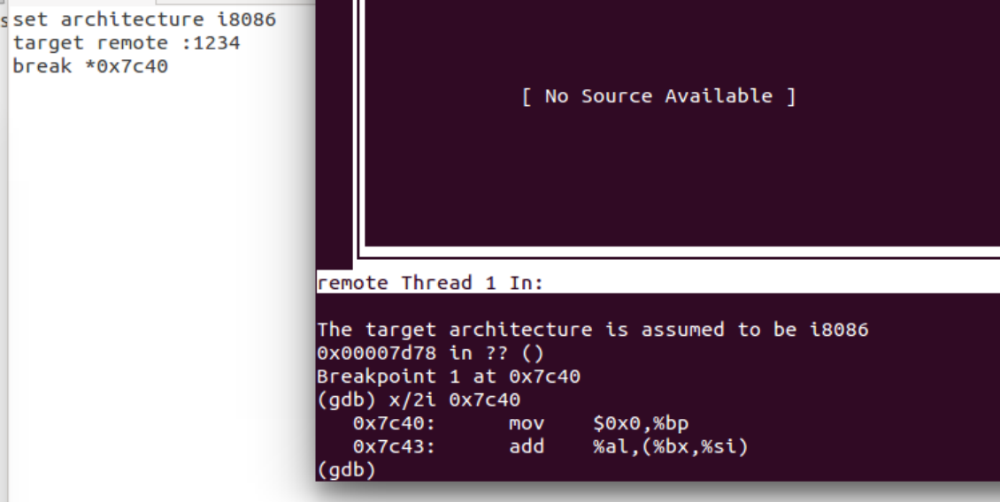 set architecture i8086
target remote :1234
break *0x7c40
[ No Source Available ]
remote Thread 1 In:
The target architecture is assumed to be i8086
0x00007d78 in ?? ()
Breakpoint 1 at 0x7c40
(gdb) x/2i 0x7c40
   0x7c40:      mov    $0x0,%bp
   0x7c43:      add    %al,(%bx,%si)
(gdb)